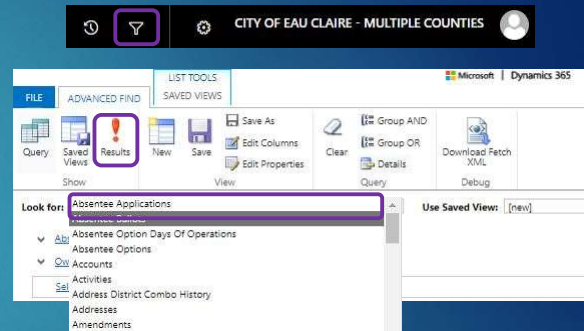 CITY OF EAU CLAIRE - MULTIPLE COUNTIES
LIST TOOLS
Microsoft | Dynamics 365
FILE ADVANCED FIND SAVED VIEWS
Query Saved Views Results New Save Save As Edit Columns Edit Properties Clear Group AND Group OR Details Download Fetch XML
Show View Query Debug
Look for: Absentee Applications Use Saved View: [new]
Absentee Ballots
Absentee Option Days Of Operations
Absentee Options
Accounts
Activities
Address District Combo History
Addresses
Amendments